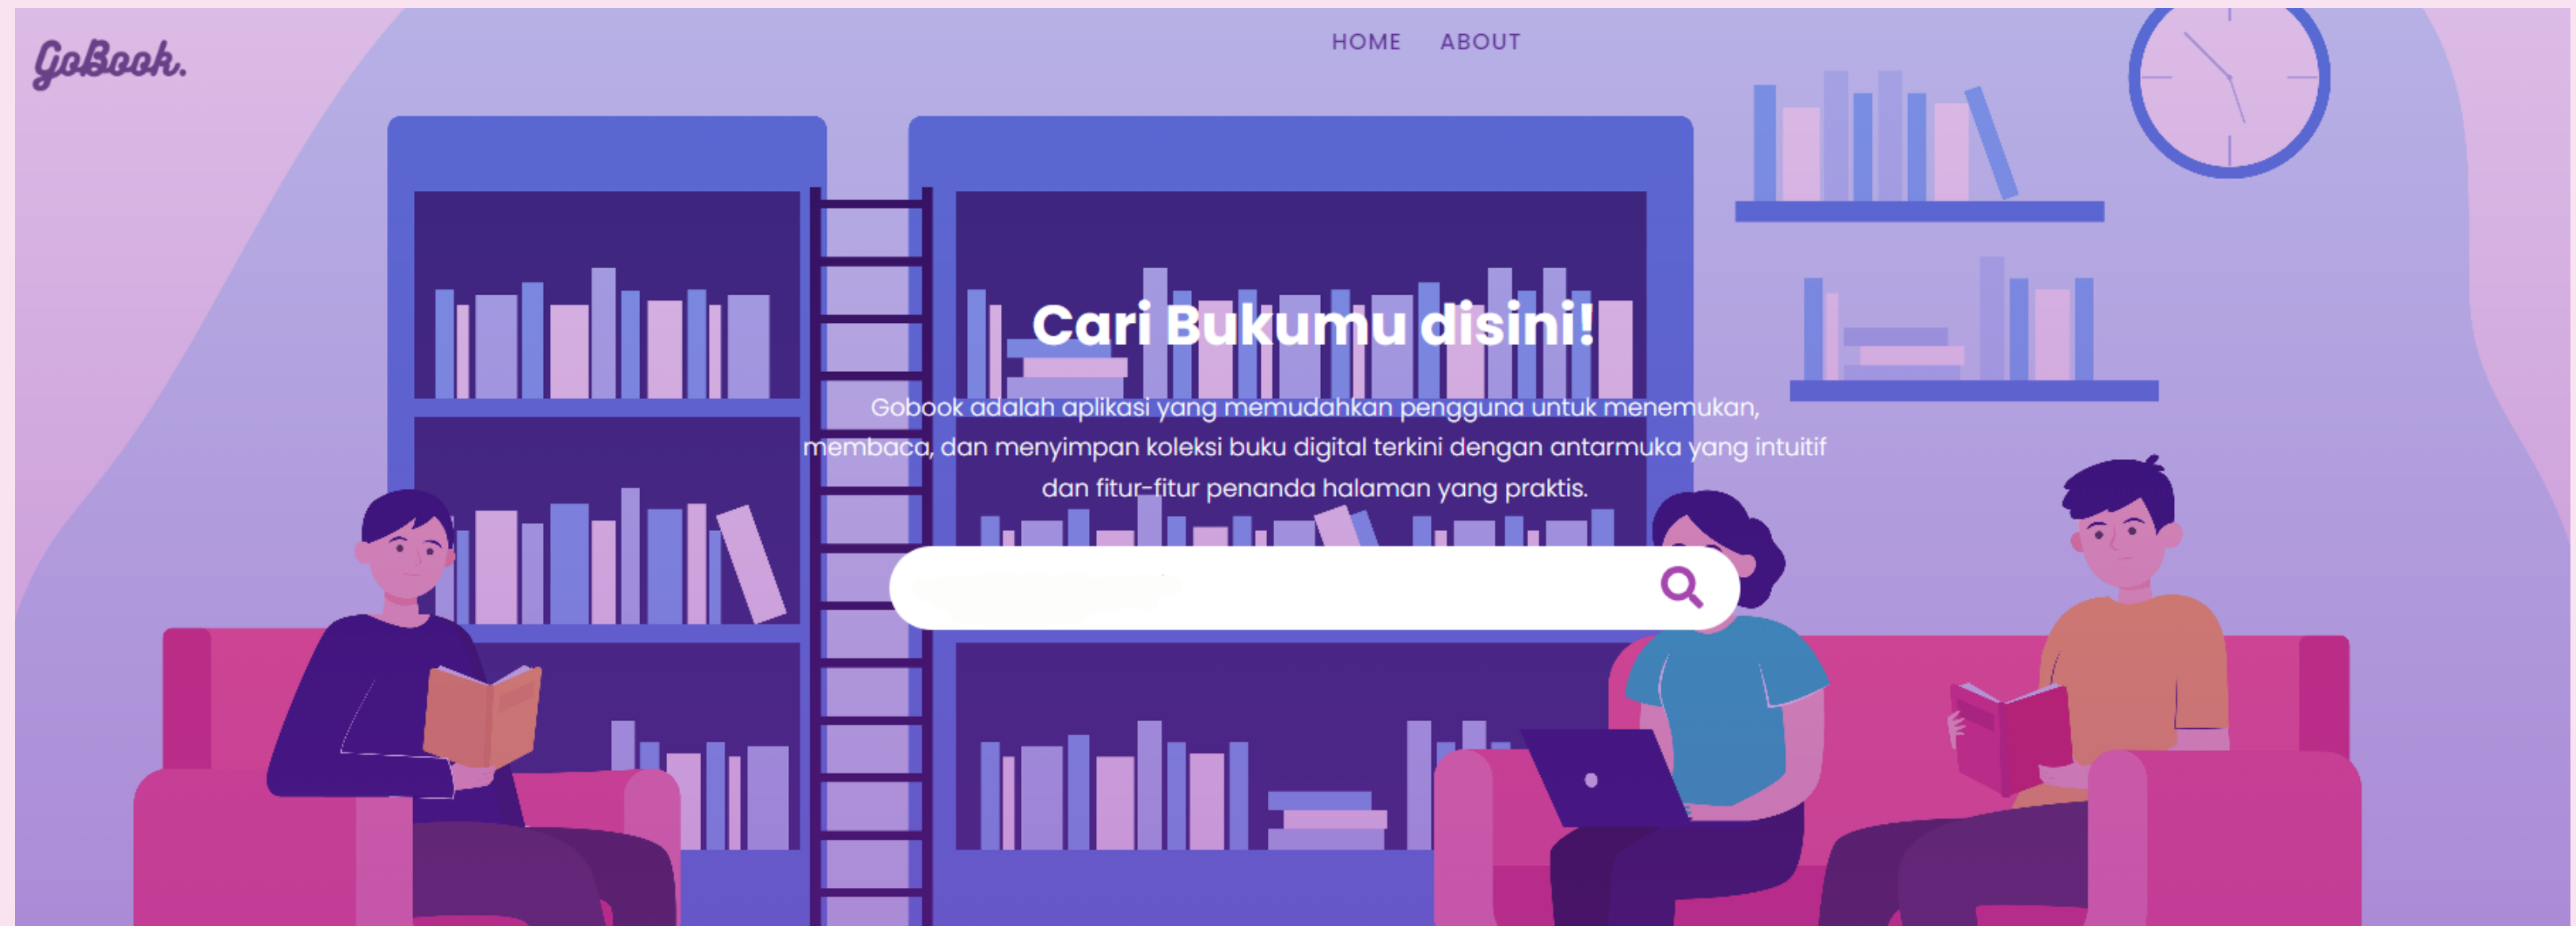 GoBook.
HOME ABOUT
Cari Bukumu disini!
Gobook adalah aplikasi yang memudahkan pengguna untuk menemukan,
membaca, dan menyimpan koleksi buku digital terkini dengan antarmuka yang intuitif
dan fitur-fitur penanda halaman yang praktis.